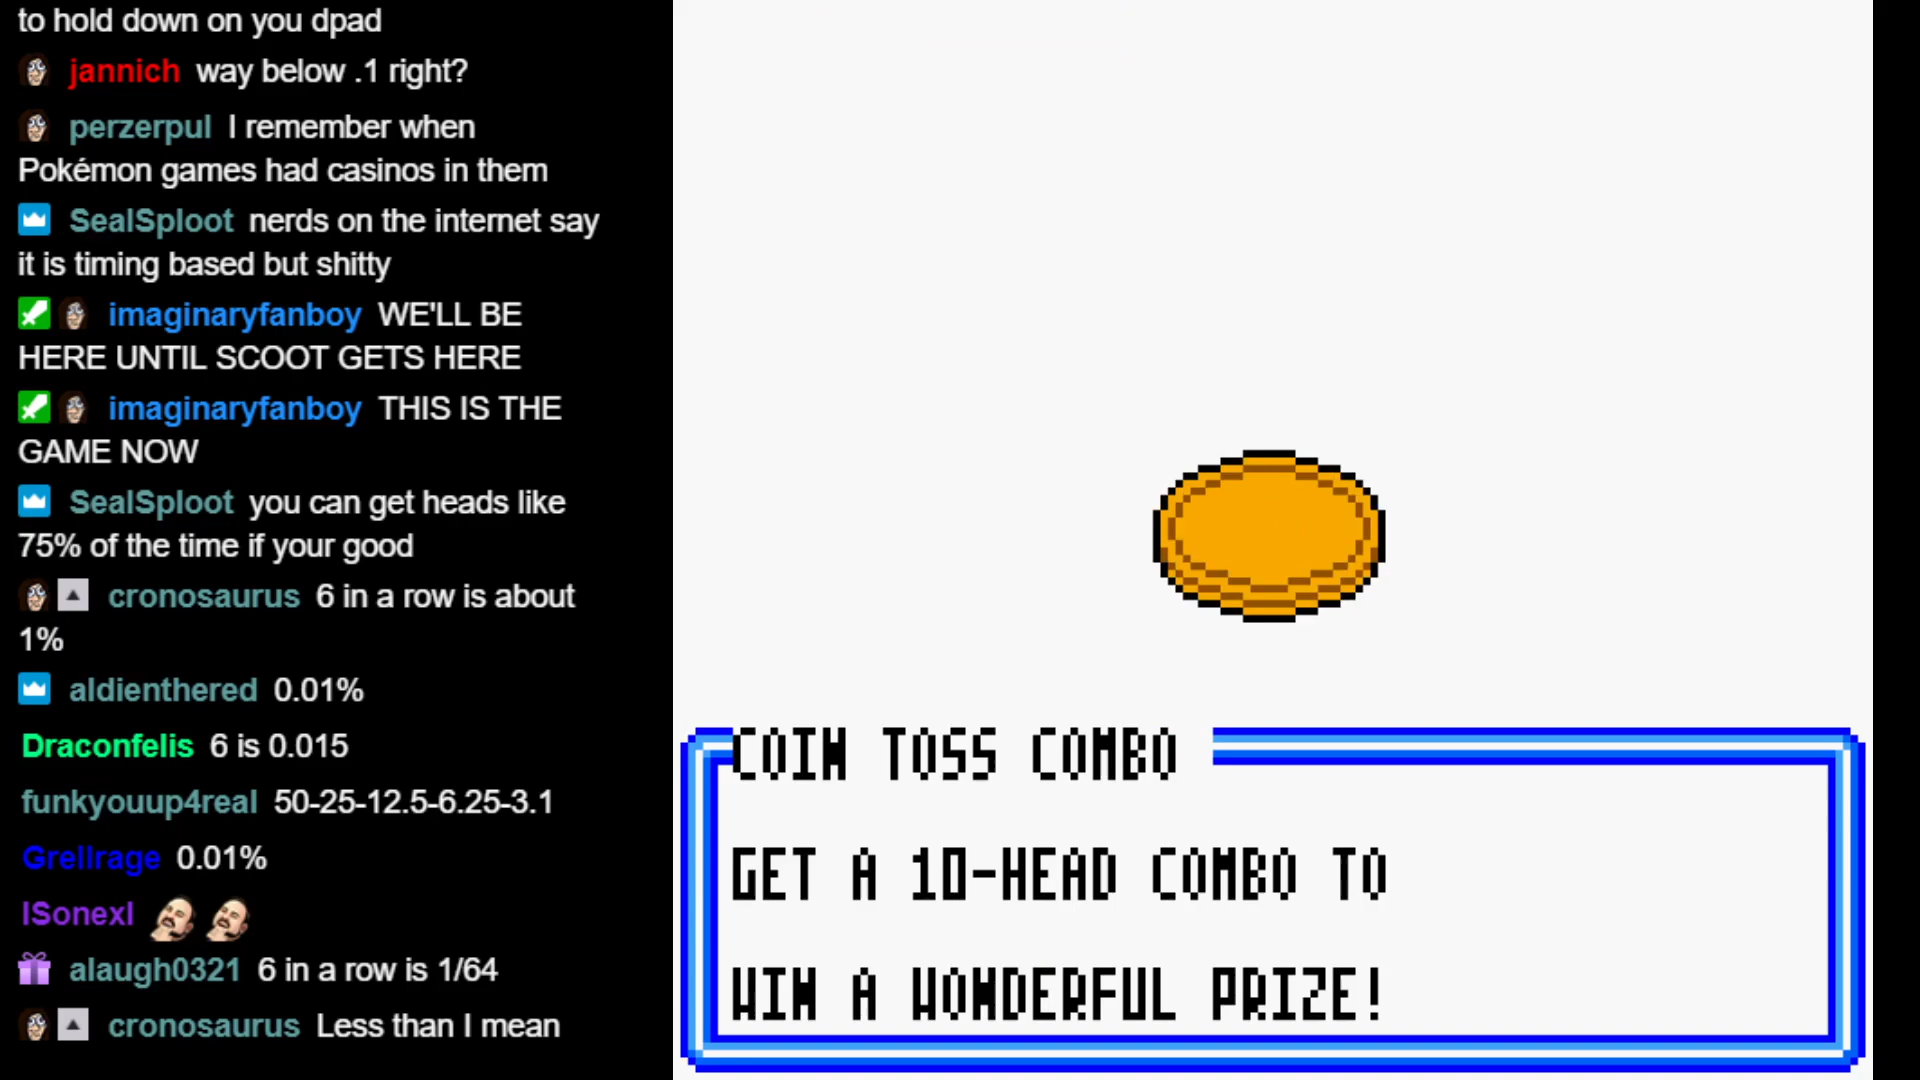 to hold down on you dpad
jannich way below .1 right?
perzerpul I remember when
Pokémon games had casinos in them
SealSploot nerds on the internet say
it is timing based but shitty
imaginaryfanboy WE'LL BE
HERE UNTIL SCOOT GETS HERE
imaginaryfanboy THIS IS THE
GAME NOW
SealSploot you can get heads like
75% of the time if your good
cronosaurus 6 in a row is about
1%
aldienthered 0.01%
Draconfelis 6 is 0.015
funkyouup4real 50-25-12.5-6.25-3.1
Grellrage 0.01%
ISonexI
alaugh0321 6 in a row is 1/64
cronosaurus Less than I mean
COIN TOSS COMBO
GET A 10-HEAD COMBO TO
WIN A WONDERFUL PRIZE!